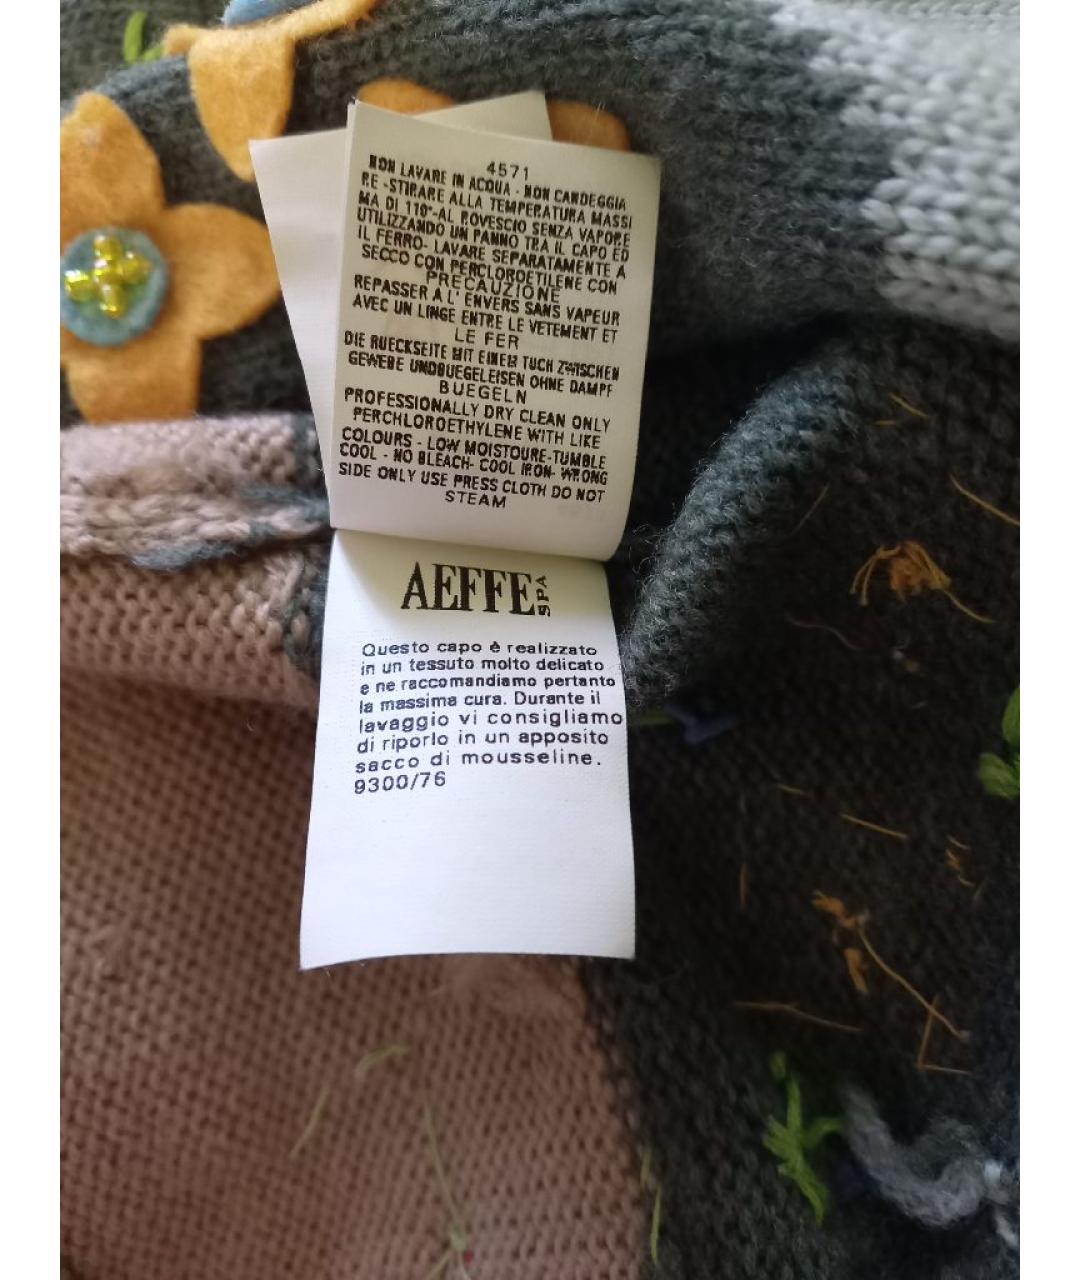 4571
NON LAVARE IN ACQUA - NON CANDEGGIA
RE -STIRARE ALLA TEMPERATURA MASSI
MA DI 110°-AL ROVESCIO SENZA VAPORE
UTILIZZANDO UN PANNO TRA IL CAPO ED
IL FERRO- LAVARE SEPARATAMENTE A
SECCO CON PERCLOROETILENE CON
PRECAUZIONE
REPASSER A L' ENVERS SANS VAPEUR
AVEC UN LINGE ENTRE LE VETEMENT ET
LE FER
DIE RUECKSEITE MIT EINEM TUCH ZWISCHEN
GEWEBE UNDBUEGELEISEN OHNE DAMPF
BUEGELN
PROFESSIONALLY DRY CLEAN ONLY
PERCHLOROETHYLENE WITH LIKE
COLOURS - LOW MOISTOURE-TUMBLE
COOL - NO BLEACH- COOL IRON- WRONG
SIDE ONLY USE PRESS CLOTH DO NOT
STEAM
AEFFE SPA
Questo capo è realizzato
in un tessuto molto delicato
e ne raccomandiamo pertanto
la massima cura. Durante il
lavaggio vi consigliamo
di riporlo in un apposito
sacco di mousseline.
9300/76